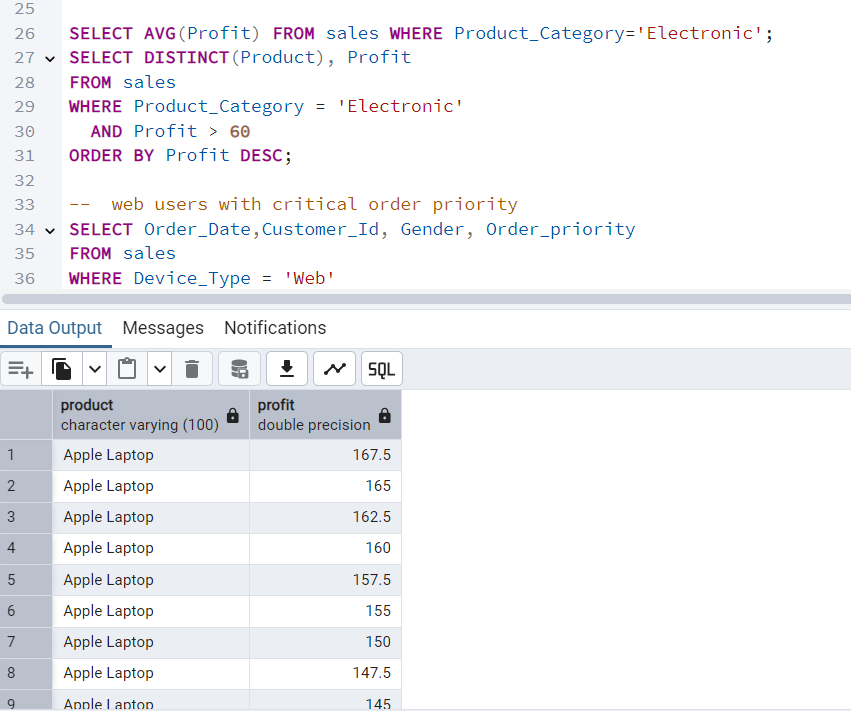 25
26 SELECT AVG(Profit) FROM sales WHERE Product_Category='Electronic';
27 SELECT DISTINCT(Product), Profit
28 FROM sales
29 WHERE Product_Category = 'Electronic'
30 AND Profit > 60
31 ORDER BY Profit DESC;
32
33 -- web users with critical order priority
34 SELECT Order_Date,Customer_Id, Gender, Order_priority
35 FROM sales
36 WHERE Device_Type = 'Web'
Data Output Messages Notifications
SQL
product profit
character varying (100) double precision
1 Apple Laptop 167.5
2 Apple Laptop 165
3 Apple Laptop 162.5
4 Apple Laptop 160
5 Apple Laptop 157.5
6 Apple Laptop 155
7 Apple Laptop 150
8 Apple Laptop 147.5
9 Apple Laptop 145